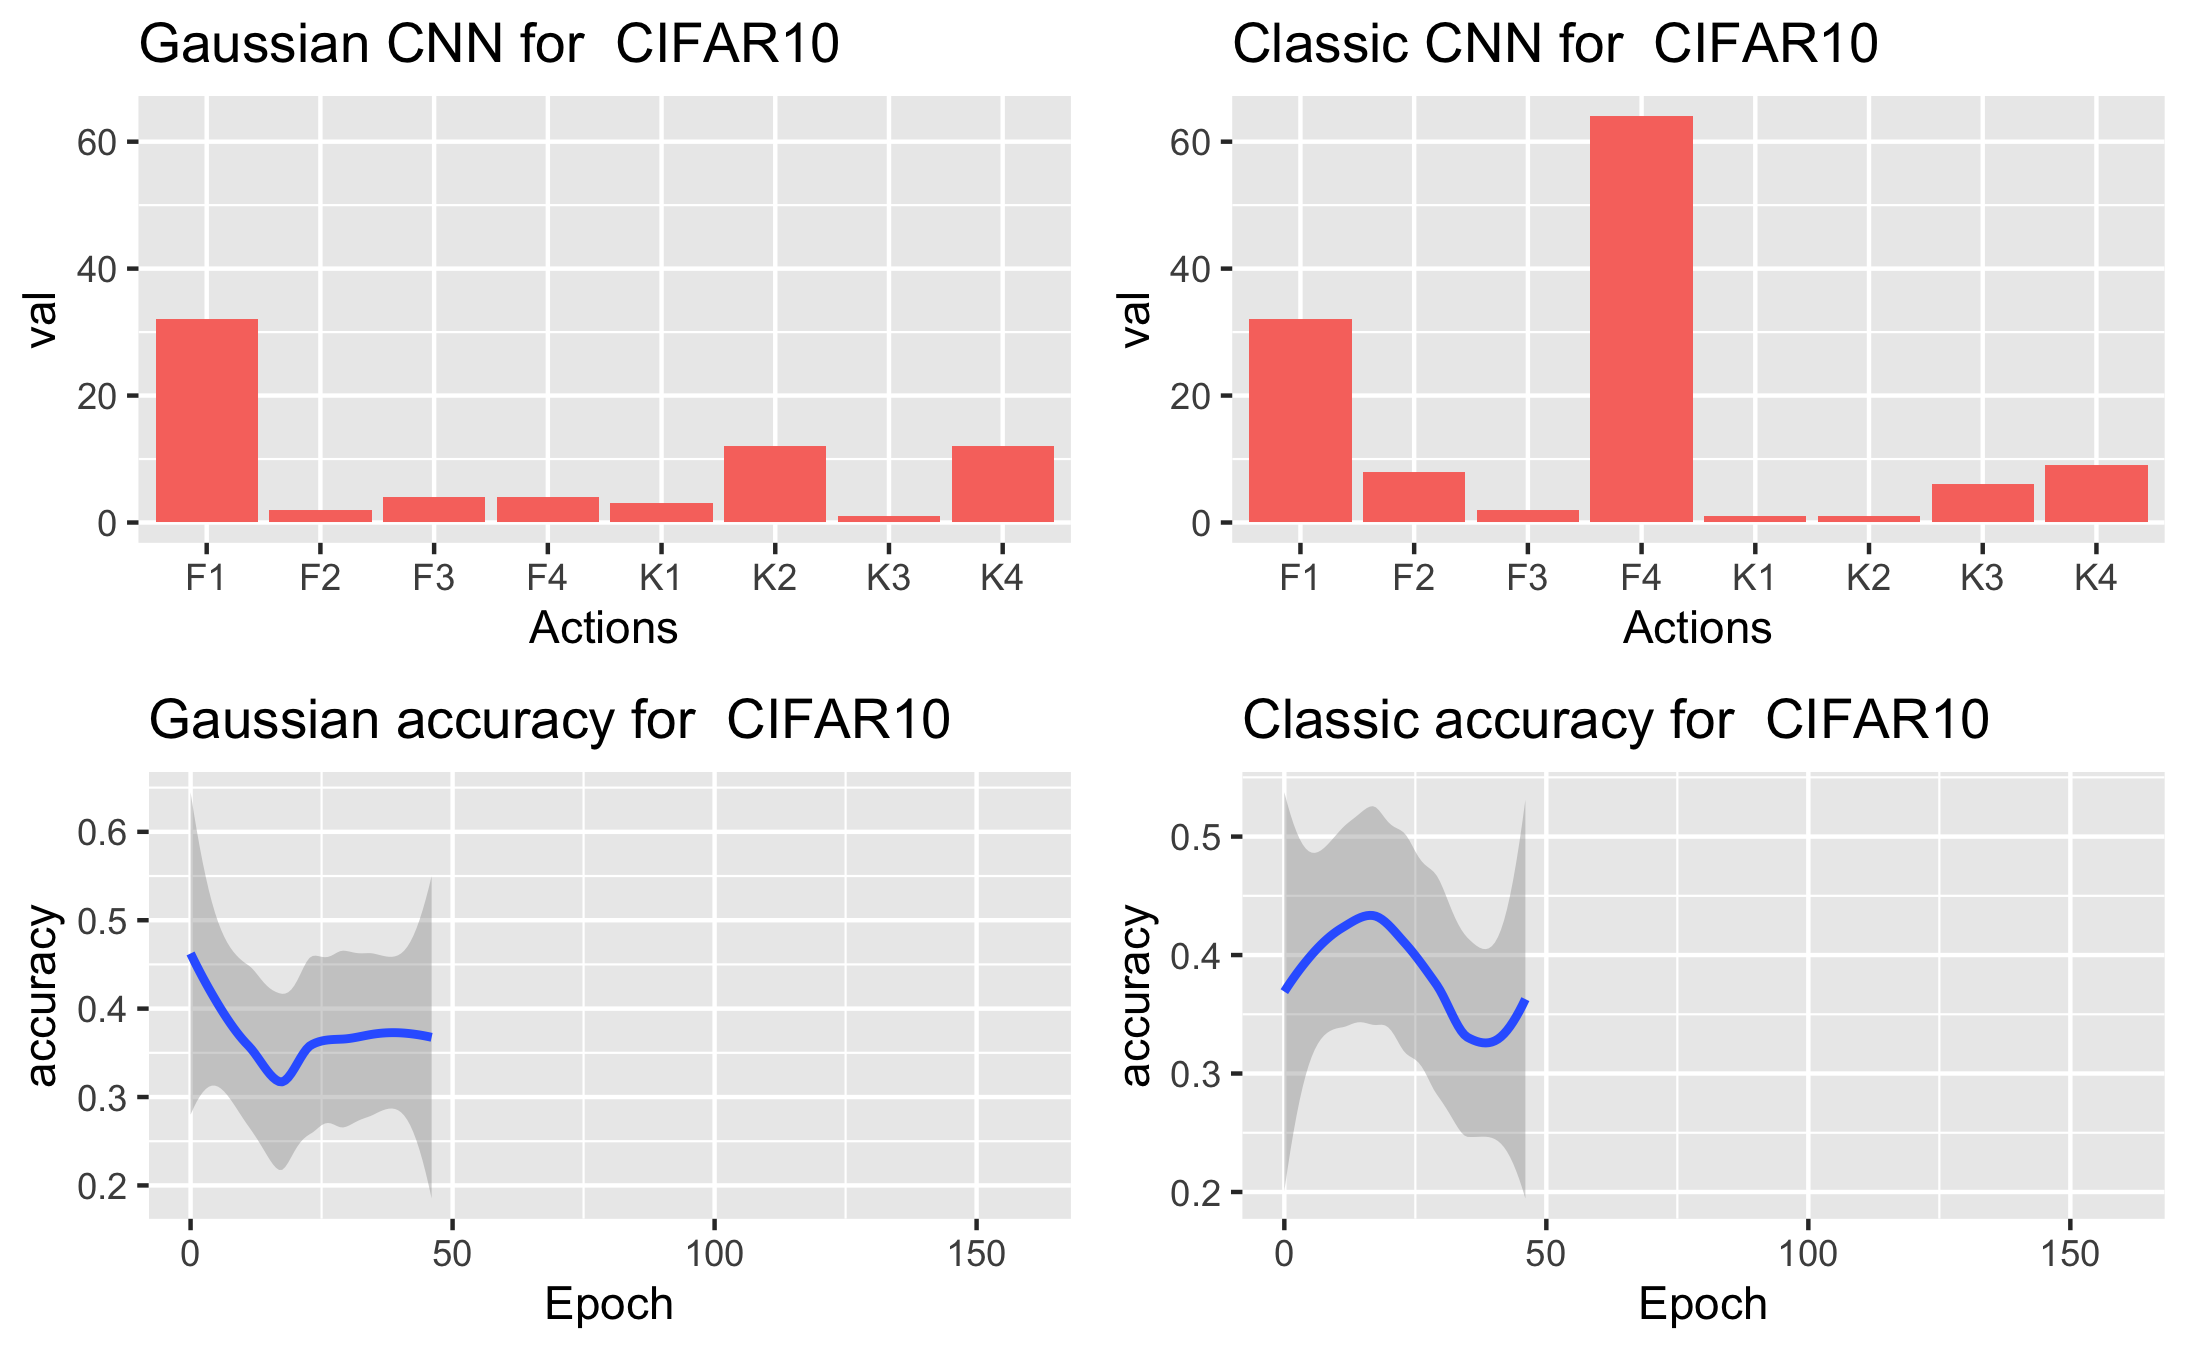 Gaussian CNN for  CIFAR10
val
60
40
20
0
F1 F2 F3 F4 K1 K2 K3 K4
Actions
Classic CNN for  CIFAR10
val
60
40
20
0
F1 F2 F3 F4 K1 K2 K3 K4
Actions
Gaussian accuracy for  CIFAR10
accuracy
0.6
0.5
0.4
0.3
0.2
0 50 100 150
Epoch
Classic accuracy for  CIFAR10
accuracy
0.5
0.4
0.3
0.2
0 50 100 150
Epoch